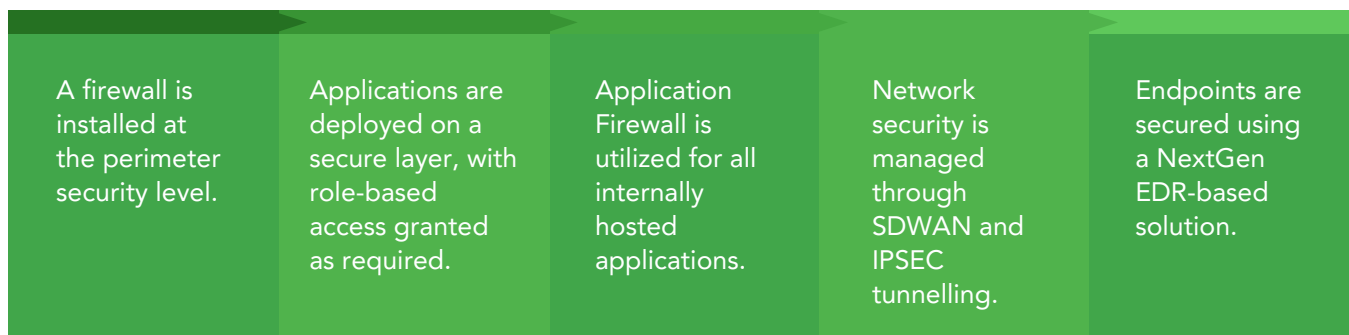 A firewall is
installed at
the perimeter
security level.
Applications are
deployed on a
secure layer, with
role-based
access granted
as required.
Application
Firewall is
utilized for all
internally
hosted
applications.
Network
security is
managed
through
SDWAN and
IPSEC
tunnelling.
Endpoints are
secured using
a NextGen
EDR-based
solution.